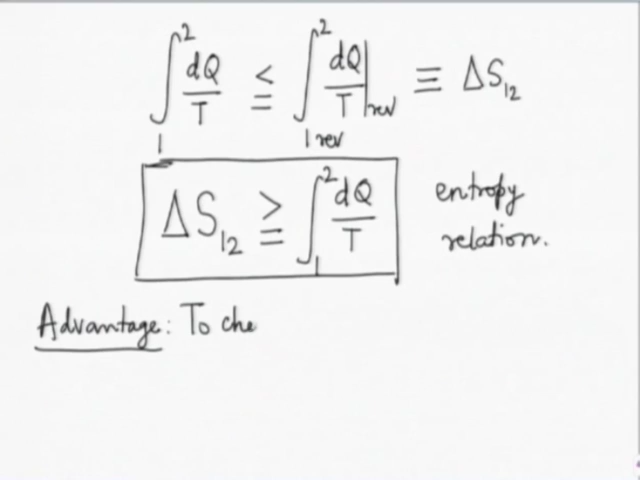 ∫₁² dQ/T ≤ ∫₁ rev² dQ/T|rev ≡ ΔS₁₂
ΔS₁₂ ≥ ∫₁² dQ/T entropy relation.
Advantage: To che